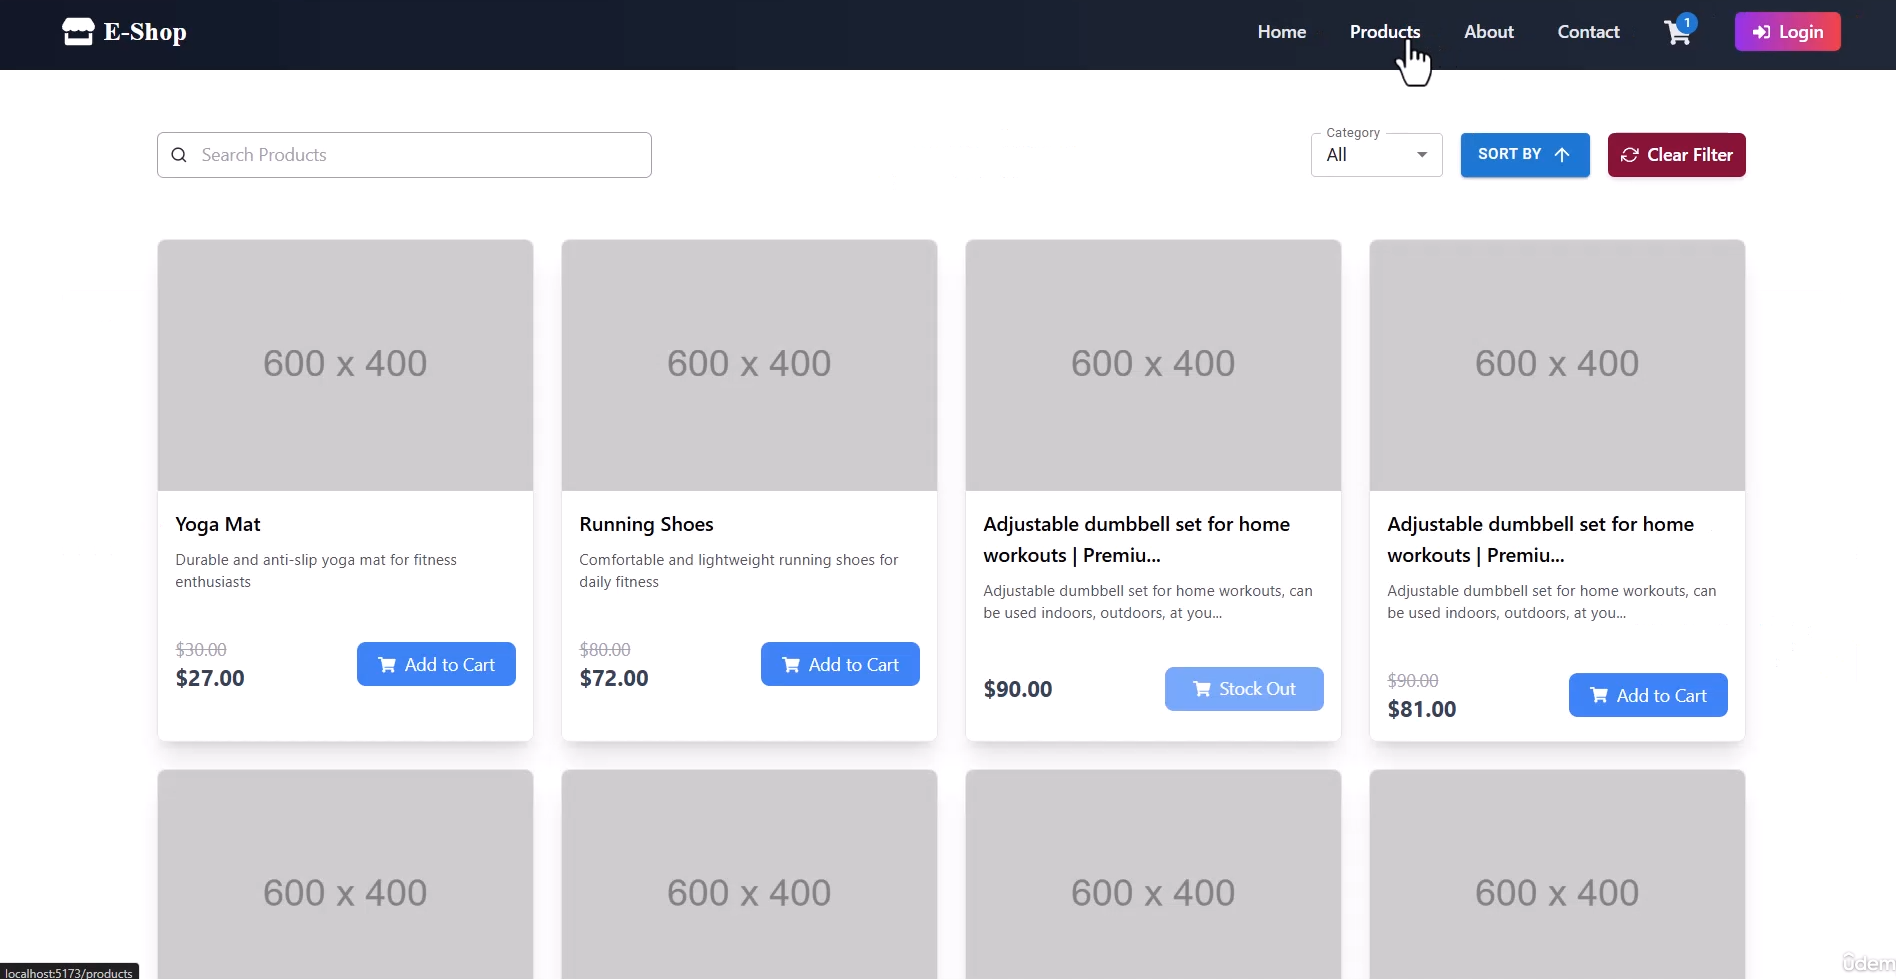 E-Shop
Home
Products
About
Contact
1
Login
Search Products
Category
All
SORT BY
Clear Filter
600 x 400
600 x 400
600 x 400
600 x 400
Yoga Mat
Durable and anti-slip yoga mat for fitness
enthusiasts
$30.00
$27.00
Add to Cart
Running Shoes
Comfortable and lightweight running shoes for
daily fitness
$80.00
$72.00
Add to Cart
Adjustable dumbbell set for home
workouts | Premiu...
Adjustable dumbbell set for home workouts, can
be used indoors, outdoors, at you...
$90.00
Stock Out
Adjustable dumbbell set for home
workouts | Premiu...
Adjustable dumbbell set for home workouts, can
be used indoors, outdoors, at you...
$90.00
$81.00
Add to Cart
600 x 400
600 x 400
600 x 400
600 x 400
localhost:5173/products
ûdem